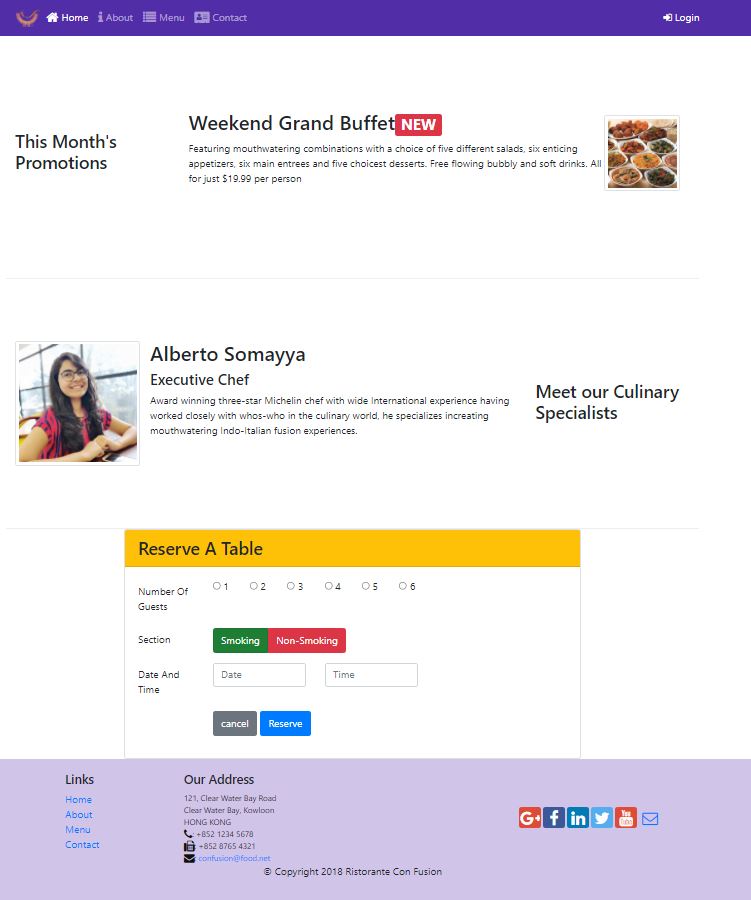 Home About Menu Contact Login
This Month's
Promotions
Weekend Grand Buffet NEW
Featuring mouthwatering combinations with a choice of five different salads, six enticing
appetizers, six main entrees and five choicest desserts. Free flowing bubbly and soft drinks. All
for just $19.99 per person
Alberto Somayya
Executive Chef
Award winning three-star Michelin chef with wide International experience having
worked closely with whos-who in the culinary world, he specializes increating
mouthwatering Indo-Italian fusion experiences.
Meet our Culinary
Specialists
Reserve A Table
Number Of
Guests
1 2 3 4 5 6
Section
Smoking Non-Smoking
Date And
Time
Date Time
cancel Reserve
Links
Home
About
Menu
Contact
Our Address
121, Clear Water Bay Road
Clear Water Bay, Kowloon
HONG KONG
: +852 1234 5678
: +852 8765 4321
: confusion@food.net
G+ f in You Tube
© Copyright 2018 Ristorante Con Fusion